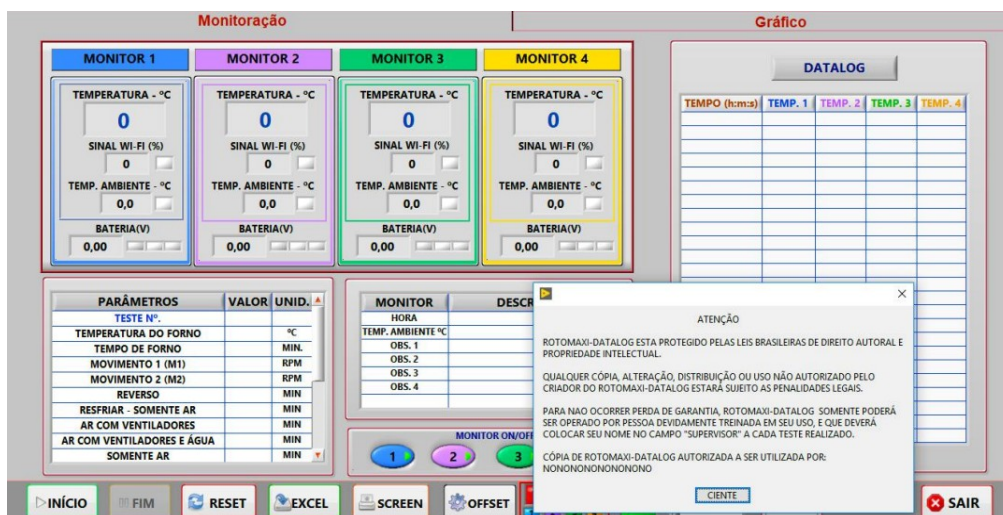 Monitoração
Gráfico
MONITOR 1
MONITOR 2
MONITOR 3
MONITOR 4
TEMPERATURA - ºC
TEMPERATURA - ºC
TEMPERATURA - ºC
TEMPERATURA - ºC
0
0
0
0
SINAL WI-FI (%)
SINAL WI-FI (%)
SINAL WI-FI (%)
SINAL WI-FI (%)
0
0
0
0
TEMP. AMBIENTE - ºC
TEMP. AMBIENTE - ºC
TEMP. AMBIENTE - ºC
TEMP. AMBIENTE - ºC
0,0
0,0
0,0
0,0
BATERIA(V)
BATERIA(V)
BATERIA(V)
BATERIA(V)
0,00
0,00
0,00
0,00
DATALOG
TEMPO (h:m:s) TEMP. 1 TEMP. 2 TEMP. 3 TEMP. 4
PARÂMETROS VALOR UNID.
TESTE Nº.
TEMPERATURA DO FORNO ºC
TEMPO DE FORNO MIN.
MOVIMENTO 1 (M1) RPM
MOVIMENTO 2 (M2) RPM
REVERSO MIN
RESFRIAR - SOMENTE AR MIN
AR COM VENTILADORES MIN
AR COM VENTILADORES E ÁGUA MIN
SOMENTE AR MIN
MONITOR DESCR
HORA
TEMP. AMBIENTE ºC
OBS. 1
OBS. 2
OBS. 3
OBS. 4
MONITOR ON/OFF
1
2
3
ATENÇÃO
ROTOMAXI-DATALOG ESTA PROTEGIDO PELAS LEIS BRASILEIRAS DE DIREITO AUTORAL E
PROPRIEDADE INTELECTUAL.
QUALQUER CÓPIA, ALTERAÇÃO, DISTRIBUIÇÃO OU USO NÃO AUTORIZADO PELO
CRIADOR DO ROTOMAXI-DATALOG ESTARÁ SUJEITO AS PENALIDADES LEGAIS.
PARA NAO OCORRER PERDA DE GARANTIA, ROTOMAXI-DATALOG SOMENTE PODERÁ
SER OPERADO POR PESSOA DEVIDAMENTE TREINADA EM SEU USO, E QUE DEVERÁ
COLOCAR SEU NOME NO CAMPO "SUPERVISOR" A CADA TESTE REALIZADO.
CÓPIA DE ROTOMAXI-DATALOG AUTORIZADA A SER UTILIZADA POR:
NONONONONONONONO
CIENTE
INÍCIO
FIM
RESET
EXCEL
SCREEN
OFFSET
SAIR